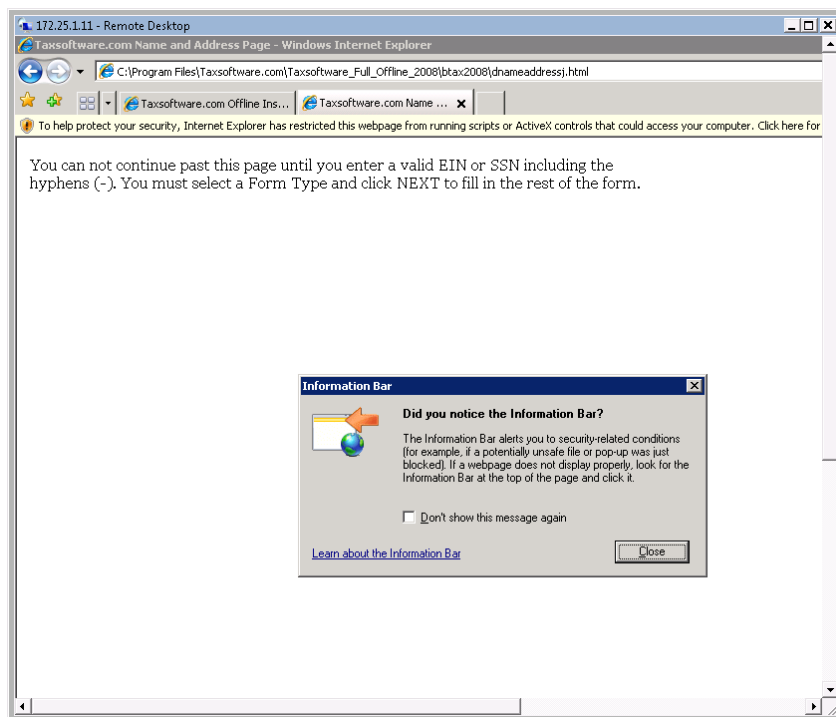 172.25.1.11 - Remote Desktop
Taxsoftware.com Name and Address Page - Windows Internet Explorer
C:\Program Files\Taxsoftware.com\Taxsoftware_Full_Offline_2008\btax2008\dnameaddressj.html
Taxsoftware.com Offline Ins... Taxsoftware.com Name ...
To help protect your security, Internet Explorer has restricted this webpage from running scripts or ActiveX controls that could access your computer. Click here for
You can not continue past this page until you enter a valid EIN or SSN including the
hyphens (-). You must select a Form Type and click NEXT to fill in the rest of the form.
Information Bar
Did you notice the Information Bar?
The Information Bar alerts you to security-related conditions
(for example, if a potentially unsafe file or pop-up was just
blocked). If a webpage does not display properly, look for the
Information Bar at the top of the page and click it.
Don't show this message again
Learn about the Information Bar
Close